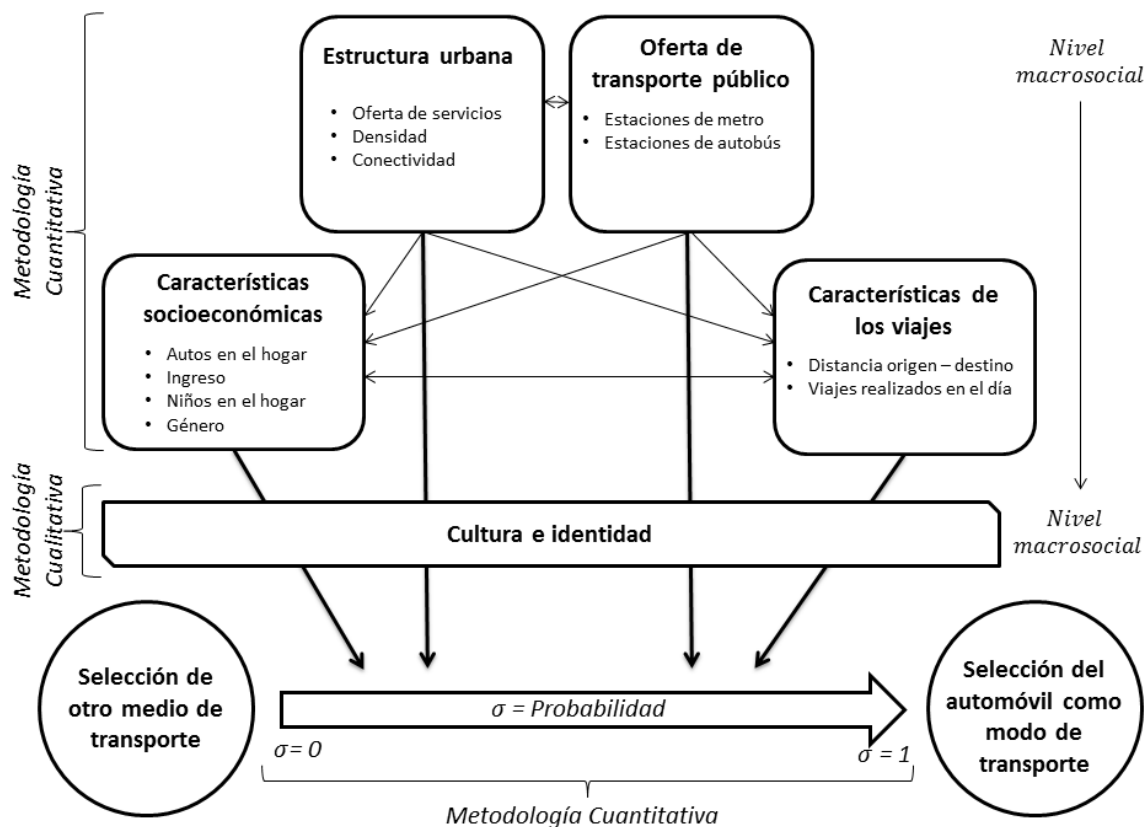 Metodología
Cuantitativa
Estructura urbana
• Oferta de servicios
• Densidad
• Conectividad
Oferta de
transporte público
• Estaciones de metro
• Estaciones de autobús
Nivel
macrosocial
Características
socioeconómicas
• Autos en el hogar
• Ingreso
• Niños en el hogar
• Género
Características de
los viajes
• Distancia origen – destino
• Viajes realizados en el día
Metodología
Cualitativa
Cultura e identidad
Nivel
macrosocial
Selección de
otro medio de
transporte
σ = Probabilidad
σ = 0
σ = 1
Selección del
automóvil como
modo de
transporte
Metodología Cuantitativa